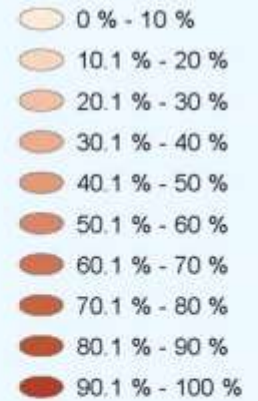 0 % - 10 %
10.1 % - 20 %
20.1 % - 30 %
30.1 % - 40 %
40.1 % - 50 %
50.1 % - 60 %
60.1 % - 70 %
70.1 % - 80 %
80.1 % - 90 %
90.1 % - 100 %